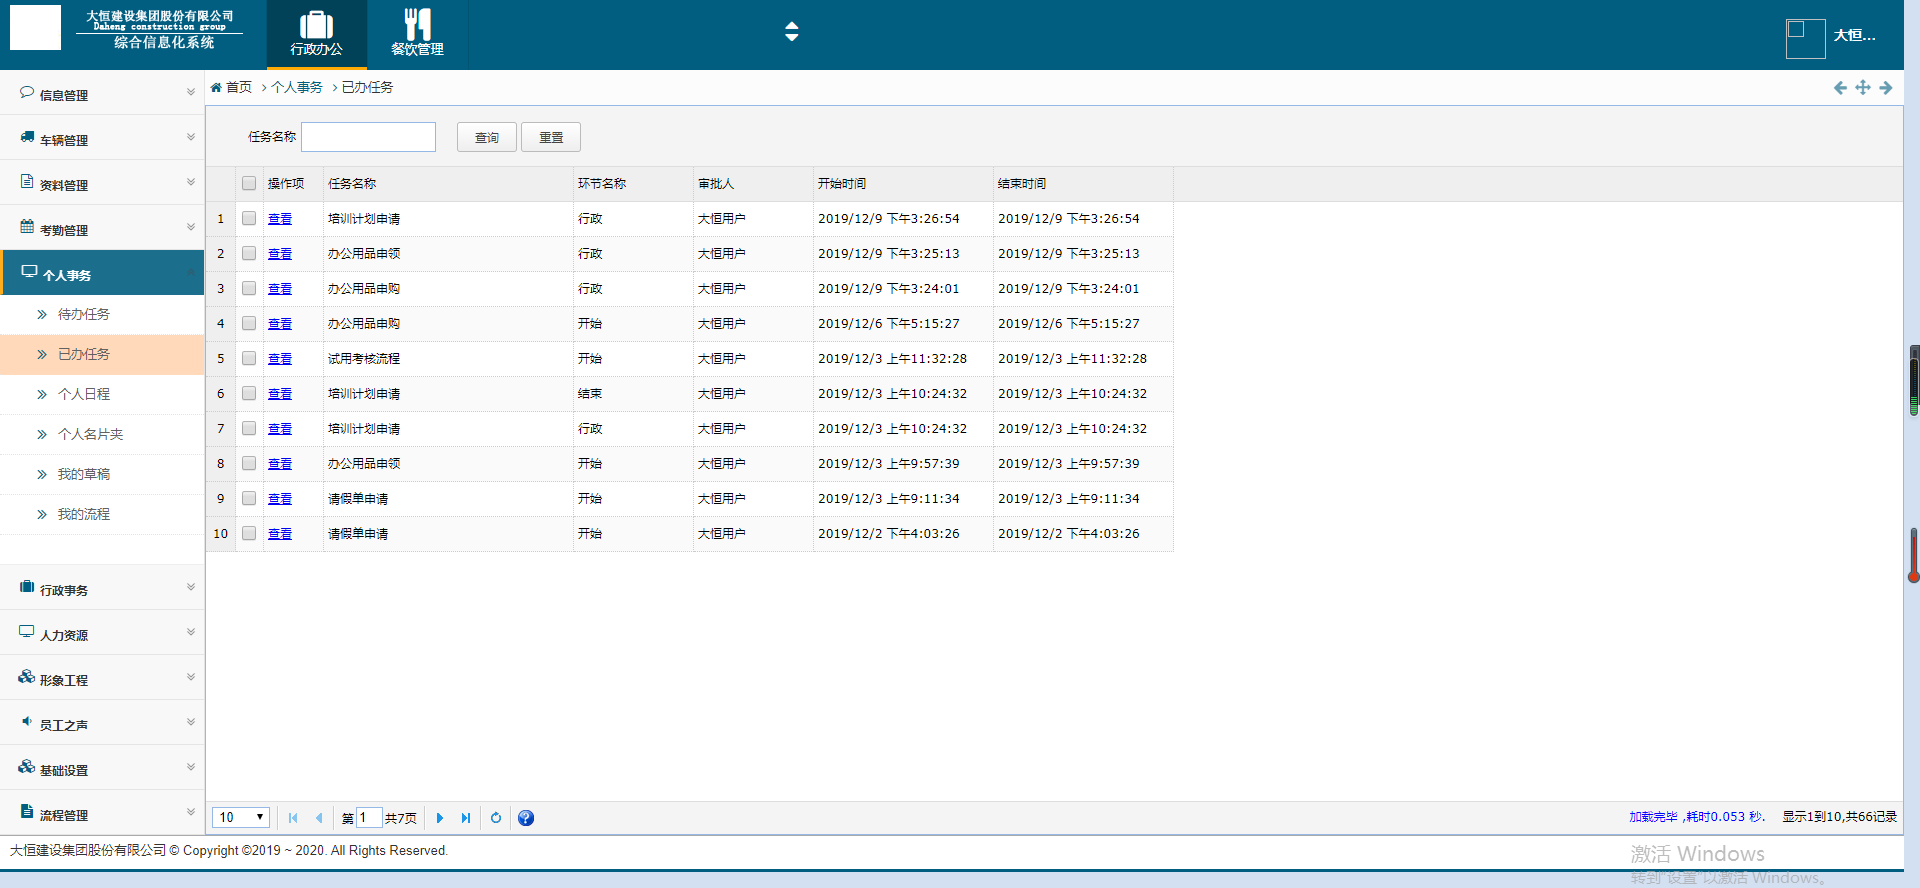 大恒建设集团股份有限公司
Daheng construction group
综合信息化系统
行政办公
餐饮管理
大恒...
信息管理
车辆管理
资料管理
考勤管理
个人事务
待办任务
已办任务
个人日程
个人名片夹
我的草稿
我的流程
行政事务
人力资源
形象工程
员工之声
基础设置
流程管理
首页 > 个人事务 > 已办任务
任务名称 查询 重置
操作项 任务名称 环节名称 审批人 开始时间 结束时间
1 查看 培训计划申请 行政 大恒用户 2019/12/9 下午3:26:54 2019/12/9 下午3:26:54
2 查看 办公用品申领 行政 大恒用户 2019/12/9 下午3:25:13 2019/12/9 下午3:25:13
3 查看 办公用品申购 行政 大恒用户 2019/12/9 下午3:24:01 2019/12/9 下午3:24:01
4 查看 办公用品申购 开始 大恒用户 2019/12/6 下午5:15:27 2019/12/6 下午5:15:27
5 查看 试用考核流程 开始 大恒用户 2019/12/3 上午11:32:28 2019/12/3 上午11:32:28
6 查看 培训计划申请 结束 大恒用户 2019/12/3 上午10:24:32 2019/12/3 上午10:24:32
7 查看 培训计划申请 行政 大恒用户 2019/12/3 上午10:24:32 2019/12/3 上午10:24:32
8 查看 办公用品申领 开始 大恒用户 2019/12/3 上午9:57:39 2019/12/3 上午9:57:39
9 查看 请假单申请 开始 大恒用户 2019/12/3 上午9:11:34 2019/12/3 上午9:11:34
10 查看 请假单申请 开始 大恒用户 2019/12/2 下午4:03:26 2019/12/2 下午4:03:26
10 第 1 共7页 加载完毕 ,耗时0.053 秒. 显示1到10,共66记录
大恒建设集团股份有限公司 © Copyright ©2019 ~ 2020. All Rights Reserved.
激活 Windows
转到"设置"以激活 Windows。